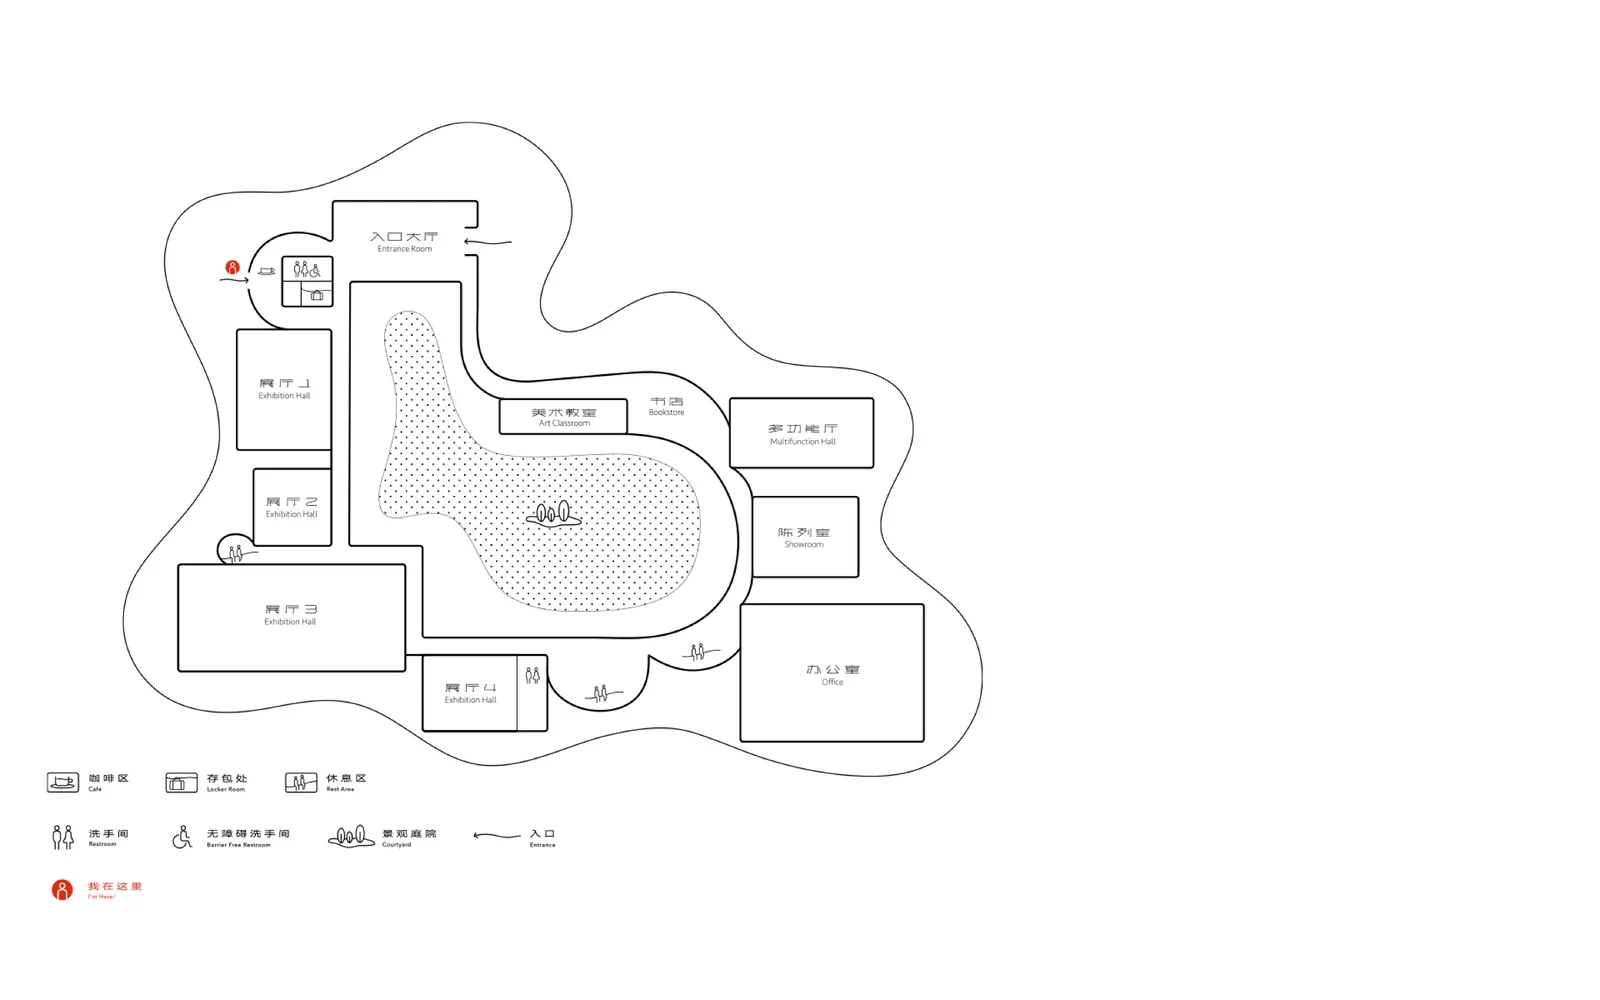 入口大厅
Entrance Room
展厅1
Exhibition Hall
美术教室
Art Classroom
书店
Bookstore
多功能厅
Multifunction Hall
展厅2
Exhibition Hall
陈列室
Showroom
展厅3
Exhibition Hall
办公室
Office
展厅4
Exhibition Hall
咖啡区
Café
存包处
Locker Room
休息区
Rest Area
洗手间
Restroom
无障碍洗手间
Barrier Free Restroom
景观庭院
Courtyard
入口
Entrance
我在这里
I'm Here!